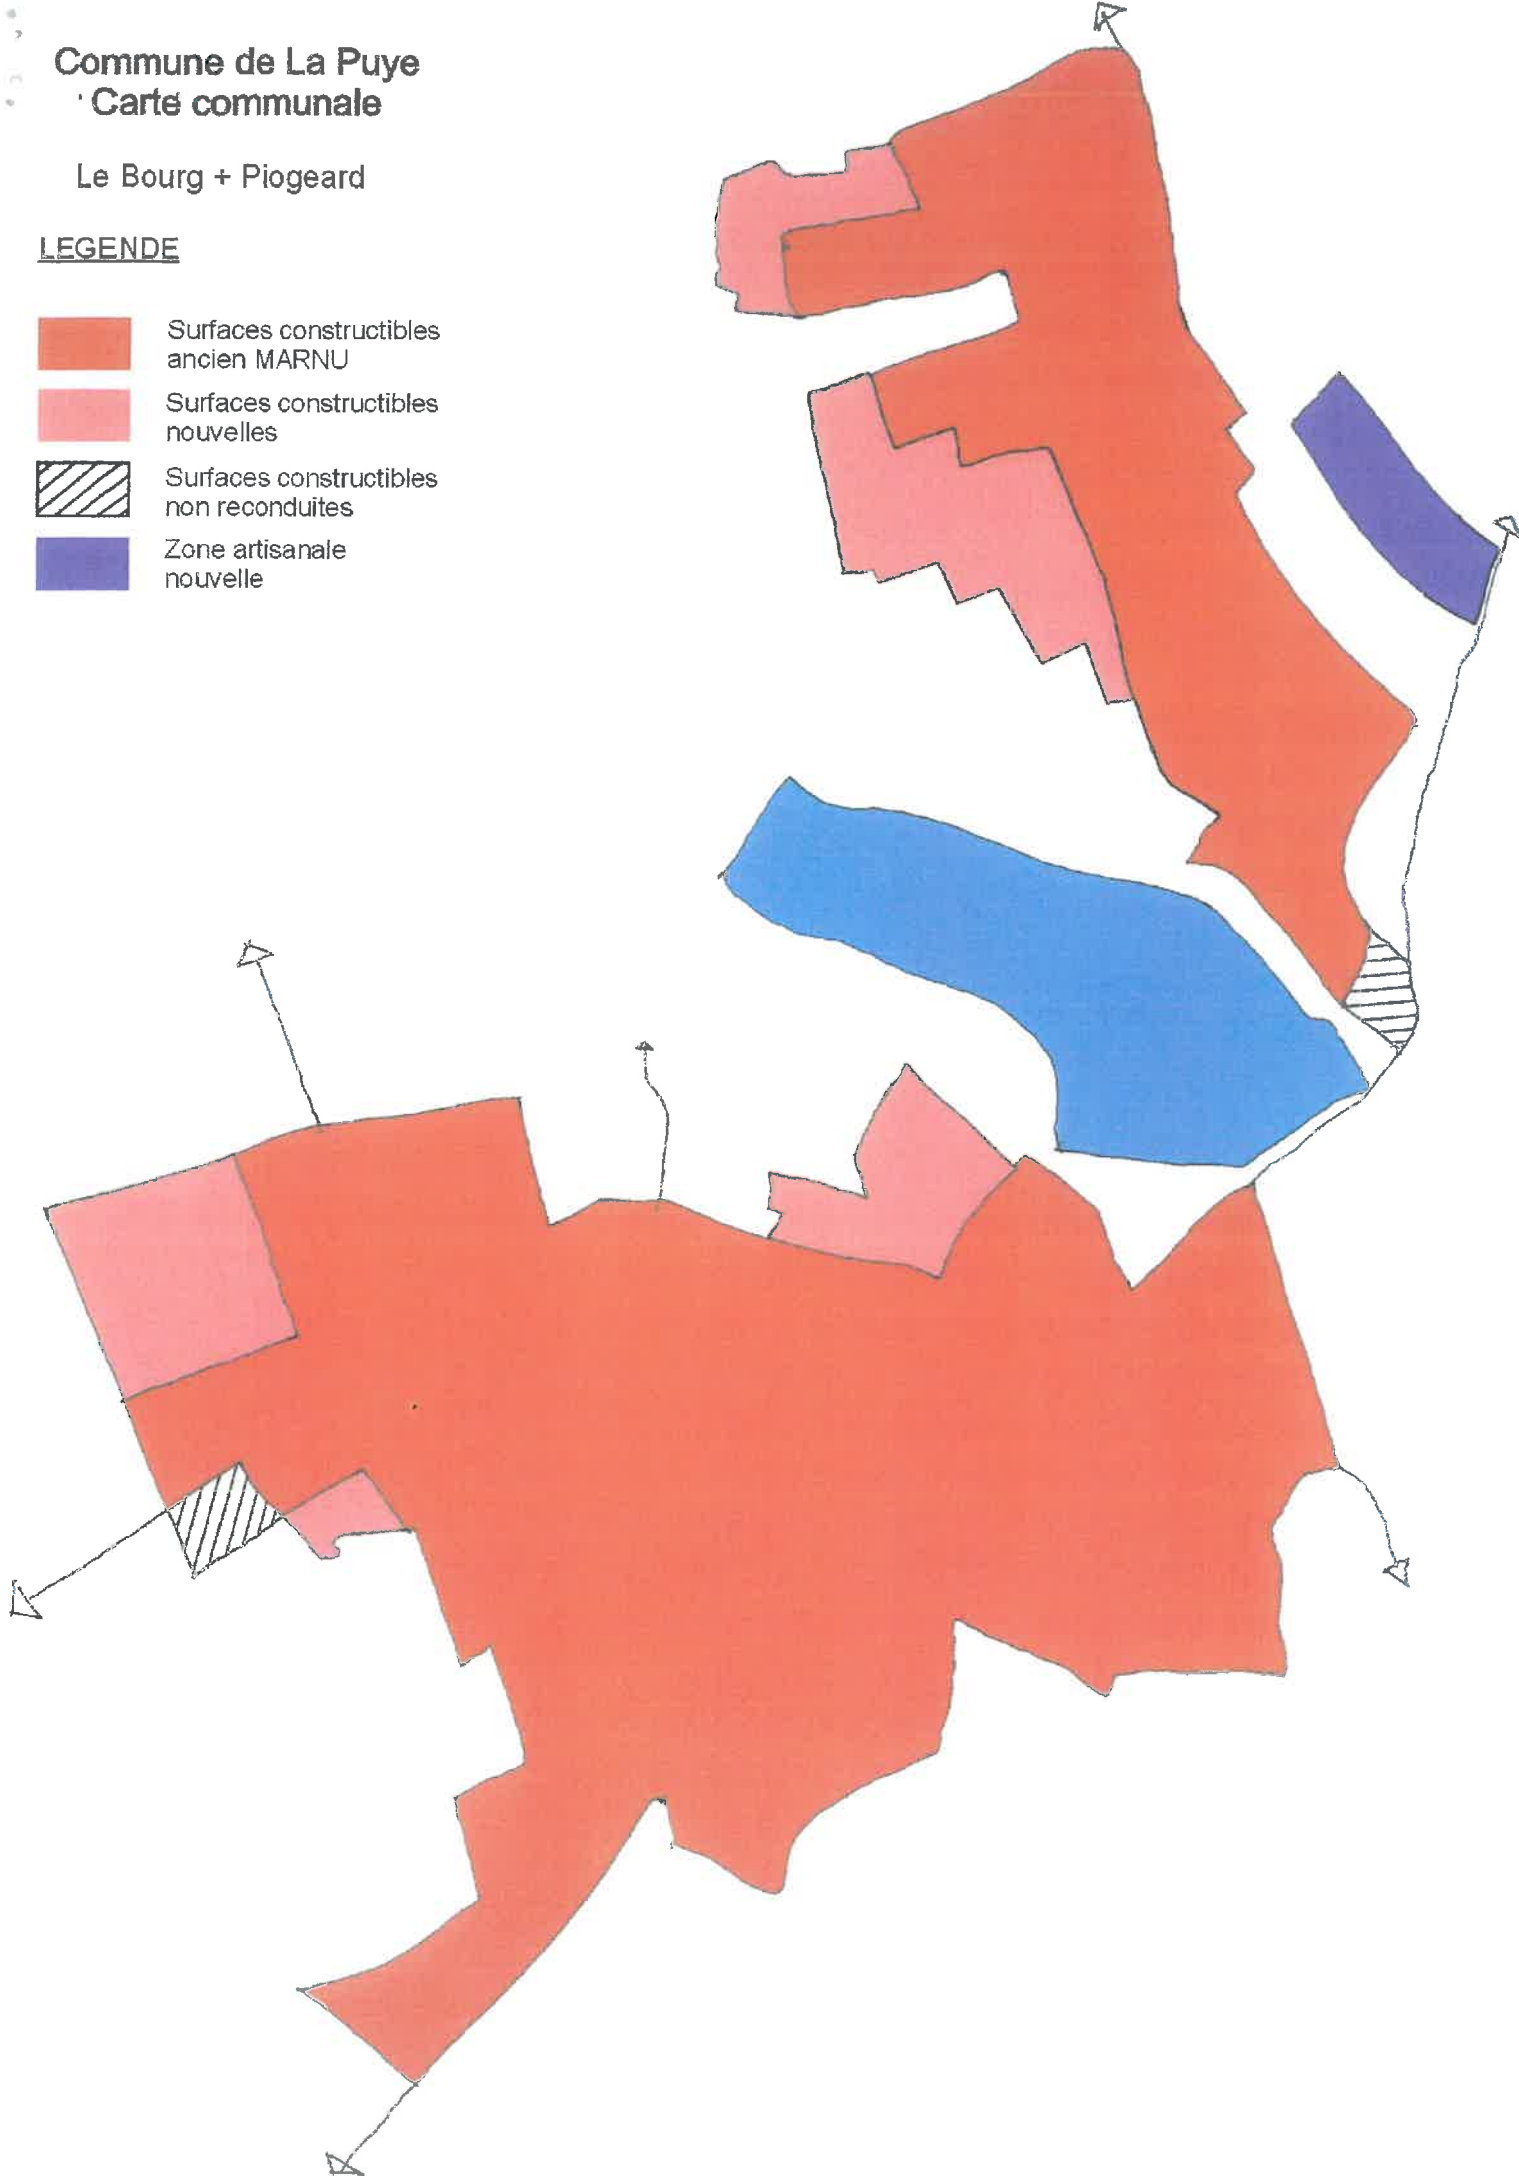 Commune de La Puye
Carte communale
Le Bourg + Piogeard
LEGENDE
Surfaces constructibles
ancien MARNU
Surfaces constructibles
nouvelles
Surfaces constructibles
non reconduites
Zone artisanale
nouvelle